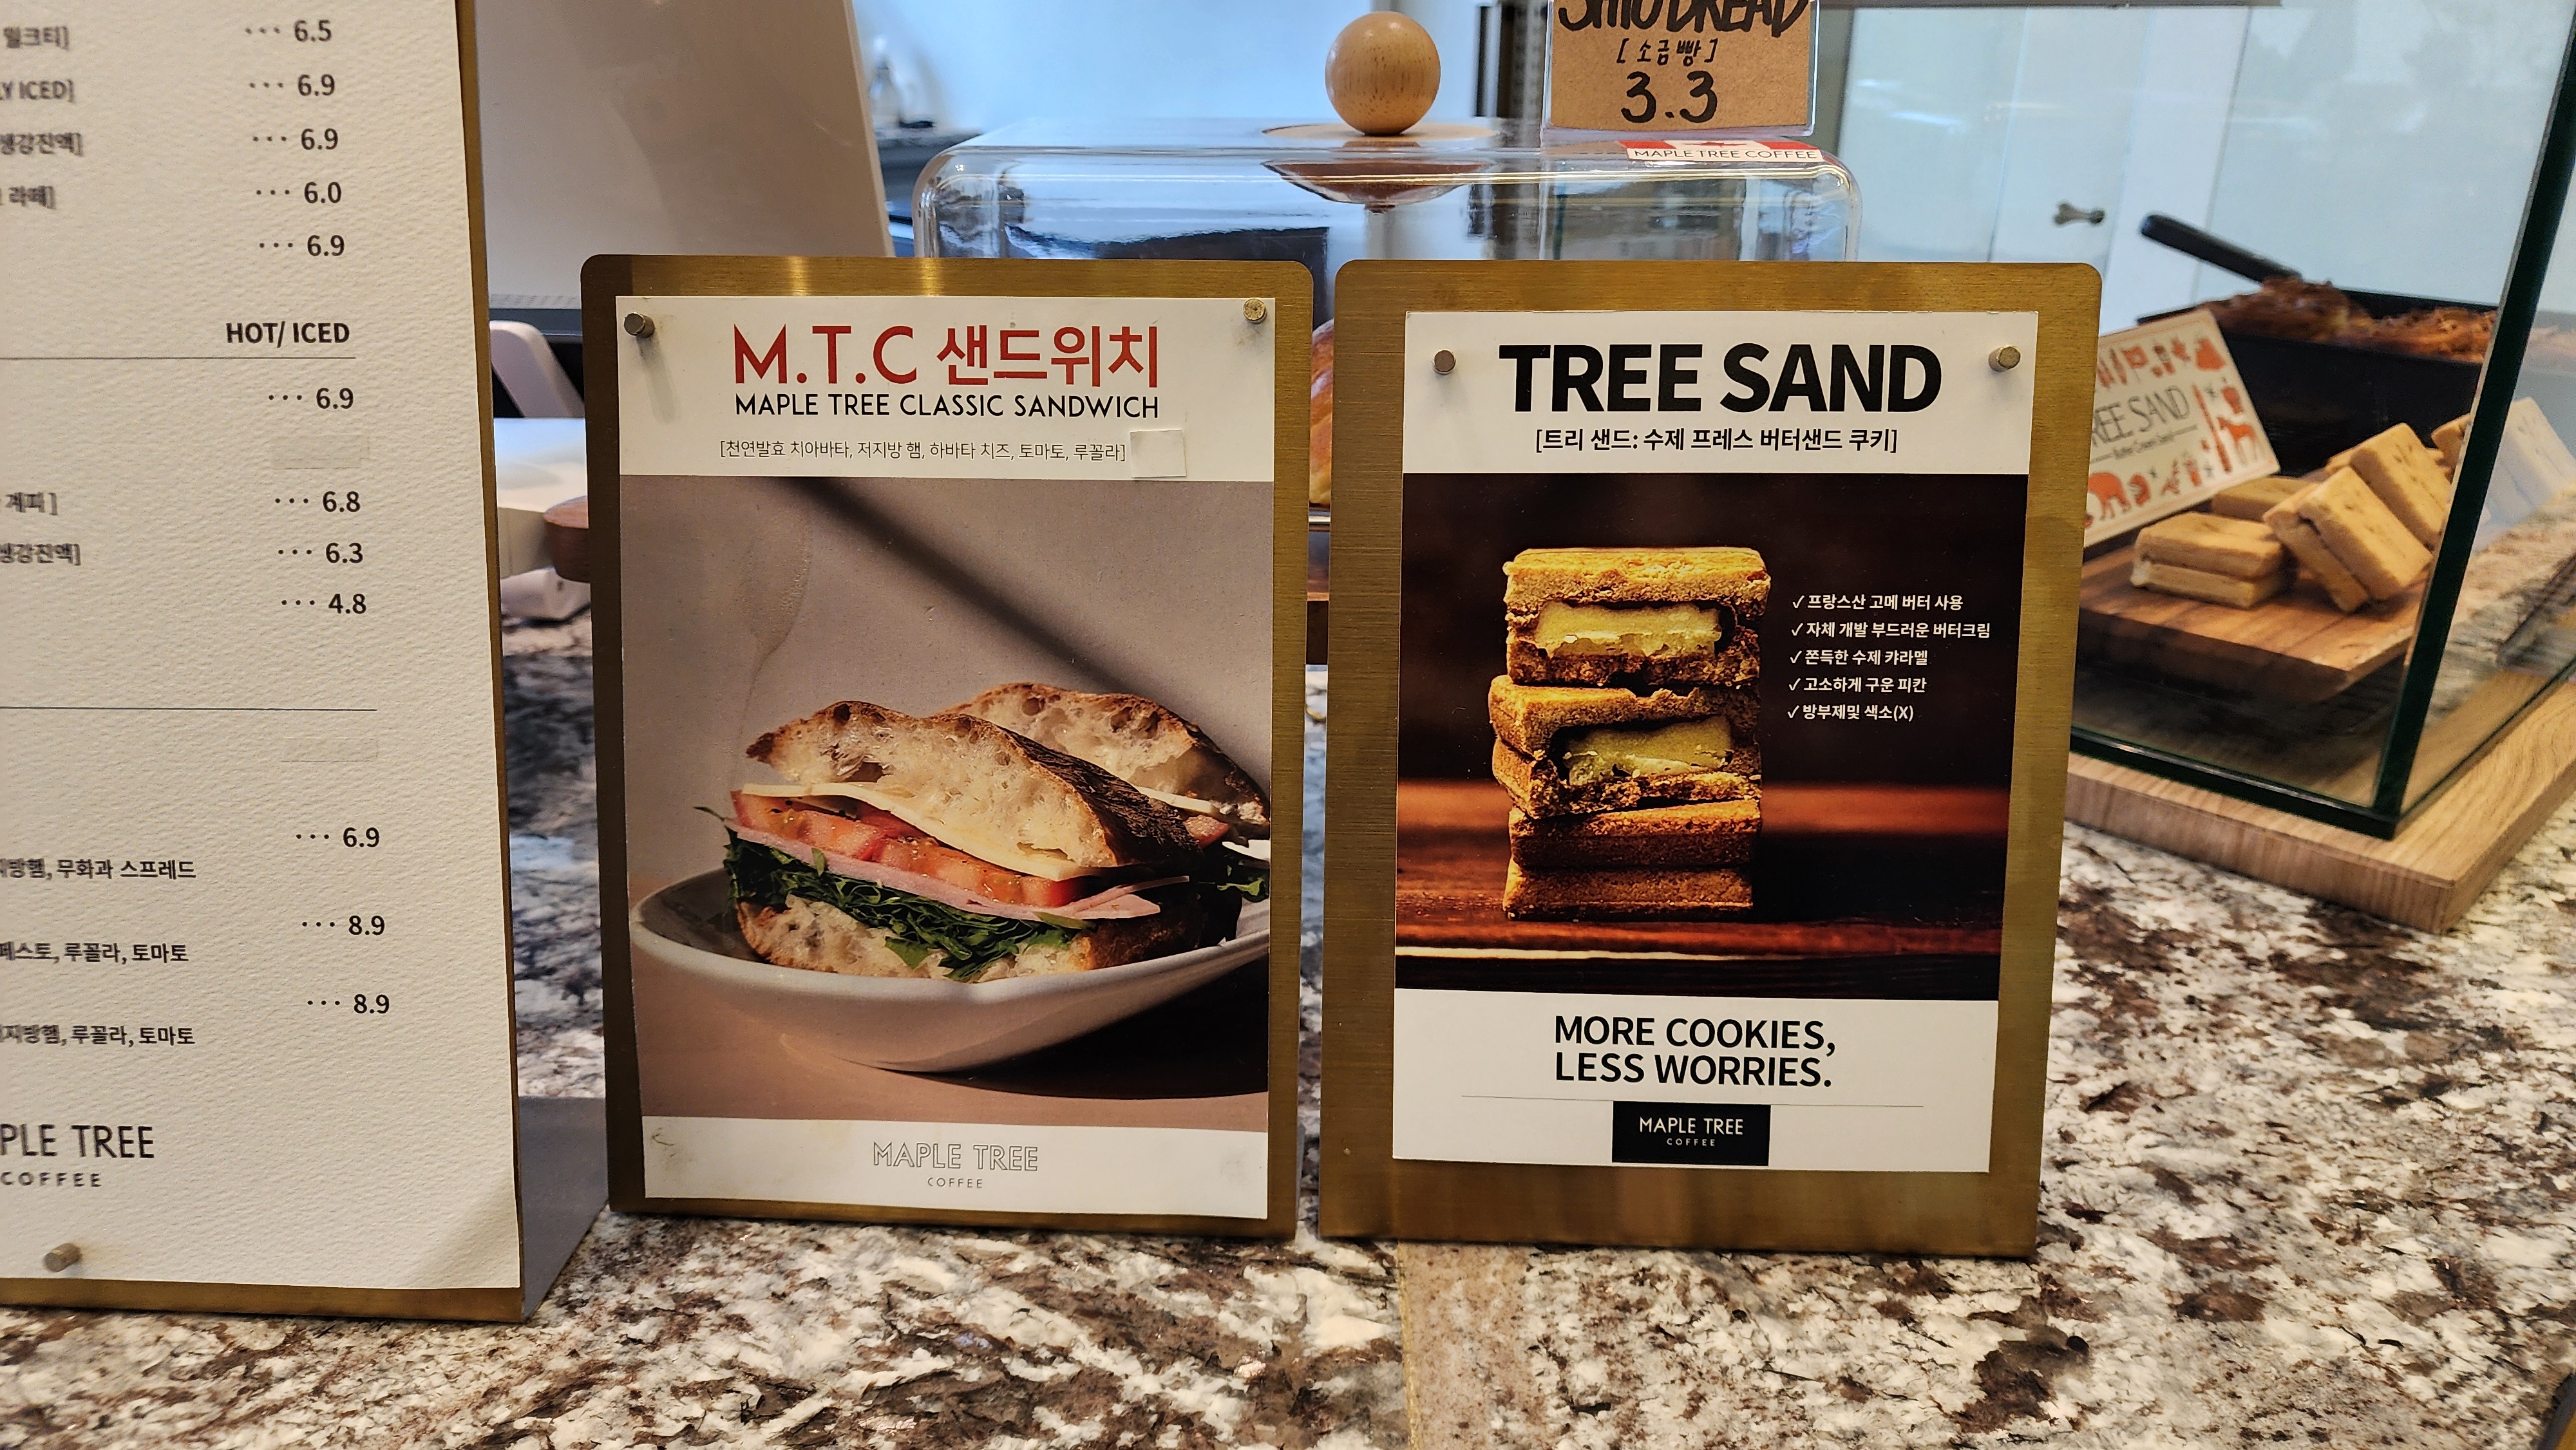 밀크티] ··· 6.5
LY ICED] ··· 6.9
생강진액] ··· 6.9
라떼] ··· 6.0
··· 6.9
HOT/ ICED
··· 6.9
계피 ] ··· 6.8
생강진액] ··· 6.3
··· 4.8
··· 6.9
지방햄, 무화과 스프레드
··· 8.9
페스토, 루꼴라, 토마토
··· 8.9
저지방햄, 루꼴라, 토마토
PLE TREE
COFFEE
M.T.C 샌드위치
MAPLE TREE CLASSIC SANDWICH
[천연발효 치아바타, 저지방 햄, 하바타 치즈, 토마토, 루꼴라]
MAPLE TREE
COFFEE
SHIO BREAD
[소금빵]
3.3
MAPLE TREE COFFEE
TREE SAND
[트리 샌드: 수제 프레스 버터샌드 쿠키]
✓ 프랑스산 고메 버터 사용
✓ 자체 개발 부드러운 버터크림
✓ 쫀득한 수제 캬라멜
✓ 고소하게 구운 피칸
✓ 방부제및 색소(X)
MORE COOKIES,
LESS WORRIES.
MAPLE TREE
COFFEE
REE SAND